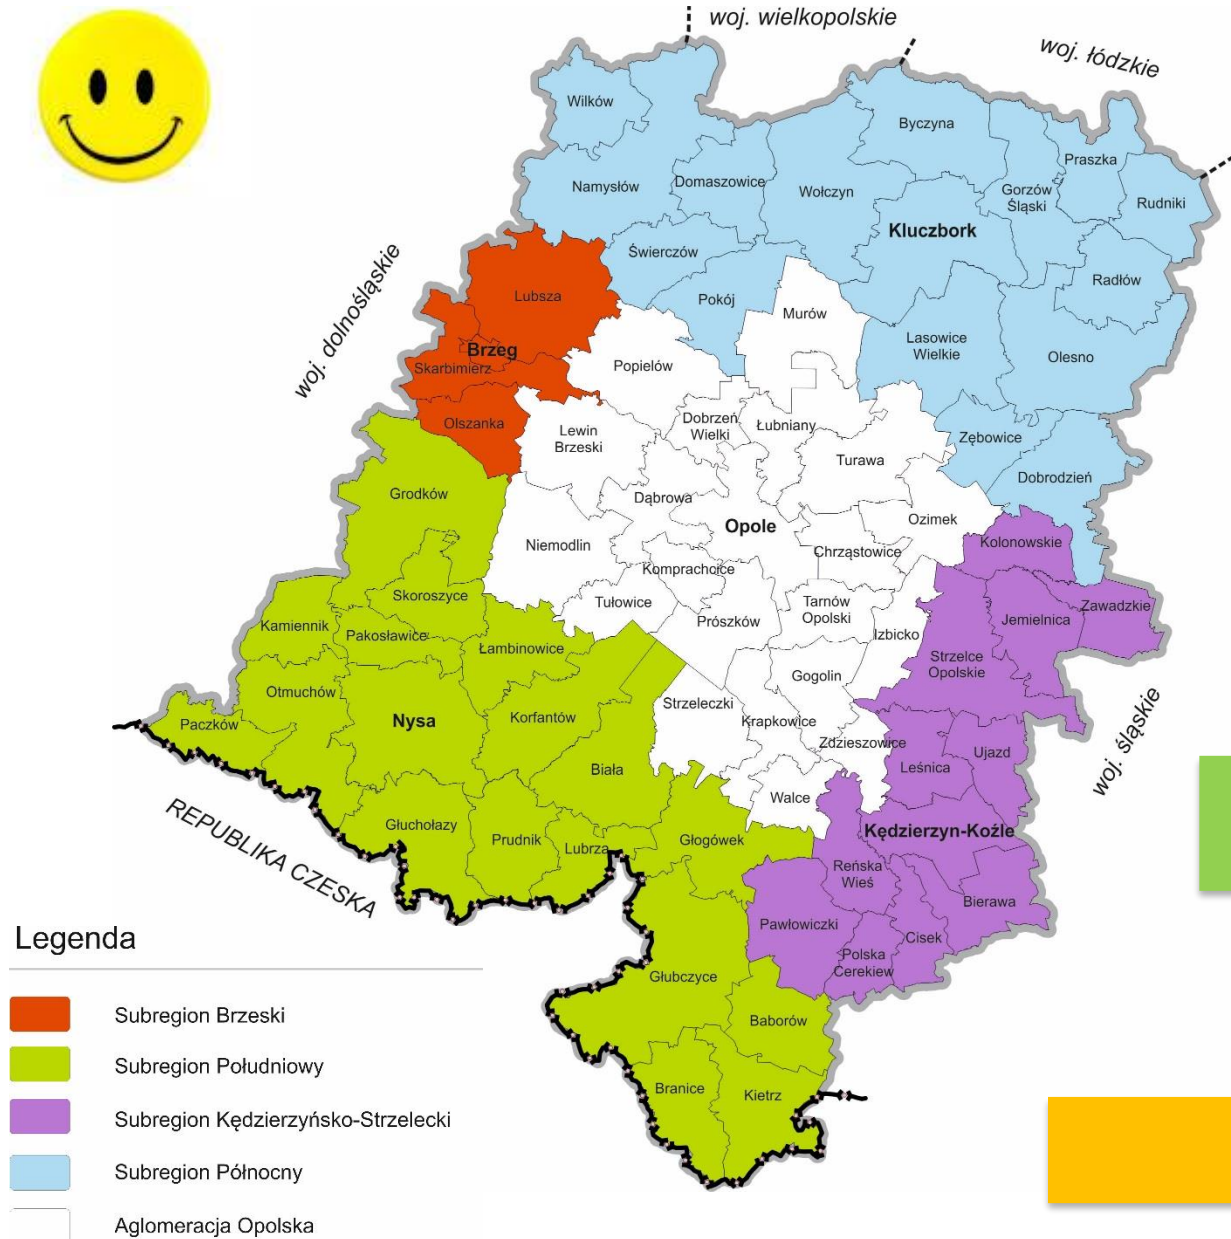 woj. wielkopolskie
woj. łódzkie
Wilków
Byczyna
Praszka
Namysłów
Domaszowice
Wołczyn
Gorzów
Śląski
Rudniki
Kluczbork
Świerczów
Radłów
Pokój
Lubsza
Murów
woj. dolnośląskie
Brzeg
Skarbimierz
Popielów
Lasowice
Wielkie
Olesno
Olszanka
Lewin
Brzeski
Dobrzeń
Wielki
Łubniany
Zębowice
Turawa
Dobrodzień
Grodków
Dąbrowa
Opole
Ozimek
Niemodlin
Chrząstowice
Kolonowskie
Komprachcice
Skoroszyce
Tułowice
Tarnów
Opolski
Zawadzkie
Kamiennik
Pakosławice
Prószków
Izbicko
Jemielnica
Łambinowice
Strzelce
Opolskie
Otmuchów
Gogolin
Strzeleczki
Paczków
Nysa
Korfantów
Krapkowice
Zdzieszowice
Ujazd
woj. śląskie
Biała
Leśnica
Walce
REPUBLIKA CZESKA
Głuchołazy
Prudnik
Lubrza
Głogówek
Kędzierzyn-Koźle
Reńska
Wieś
Bierawa
Pawłowiczki
Cisek
Polska
Cerekiew
Głubczyce
Baborów
Branice
Kietrz
Legenda
Subregion Brzeski
Subregion Południowy
Subregion Kędzierzyńsko-Strzelecki
Subregion Północny
Aglomeracja Opolska